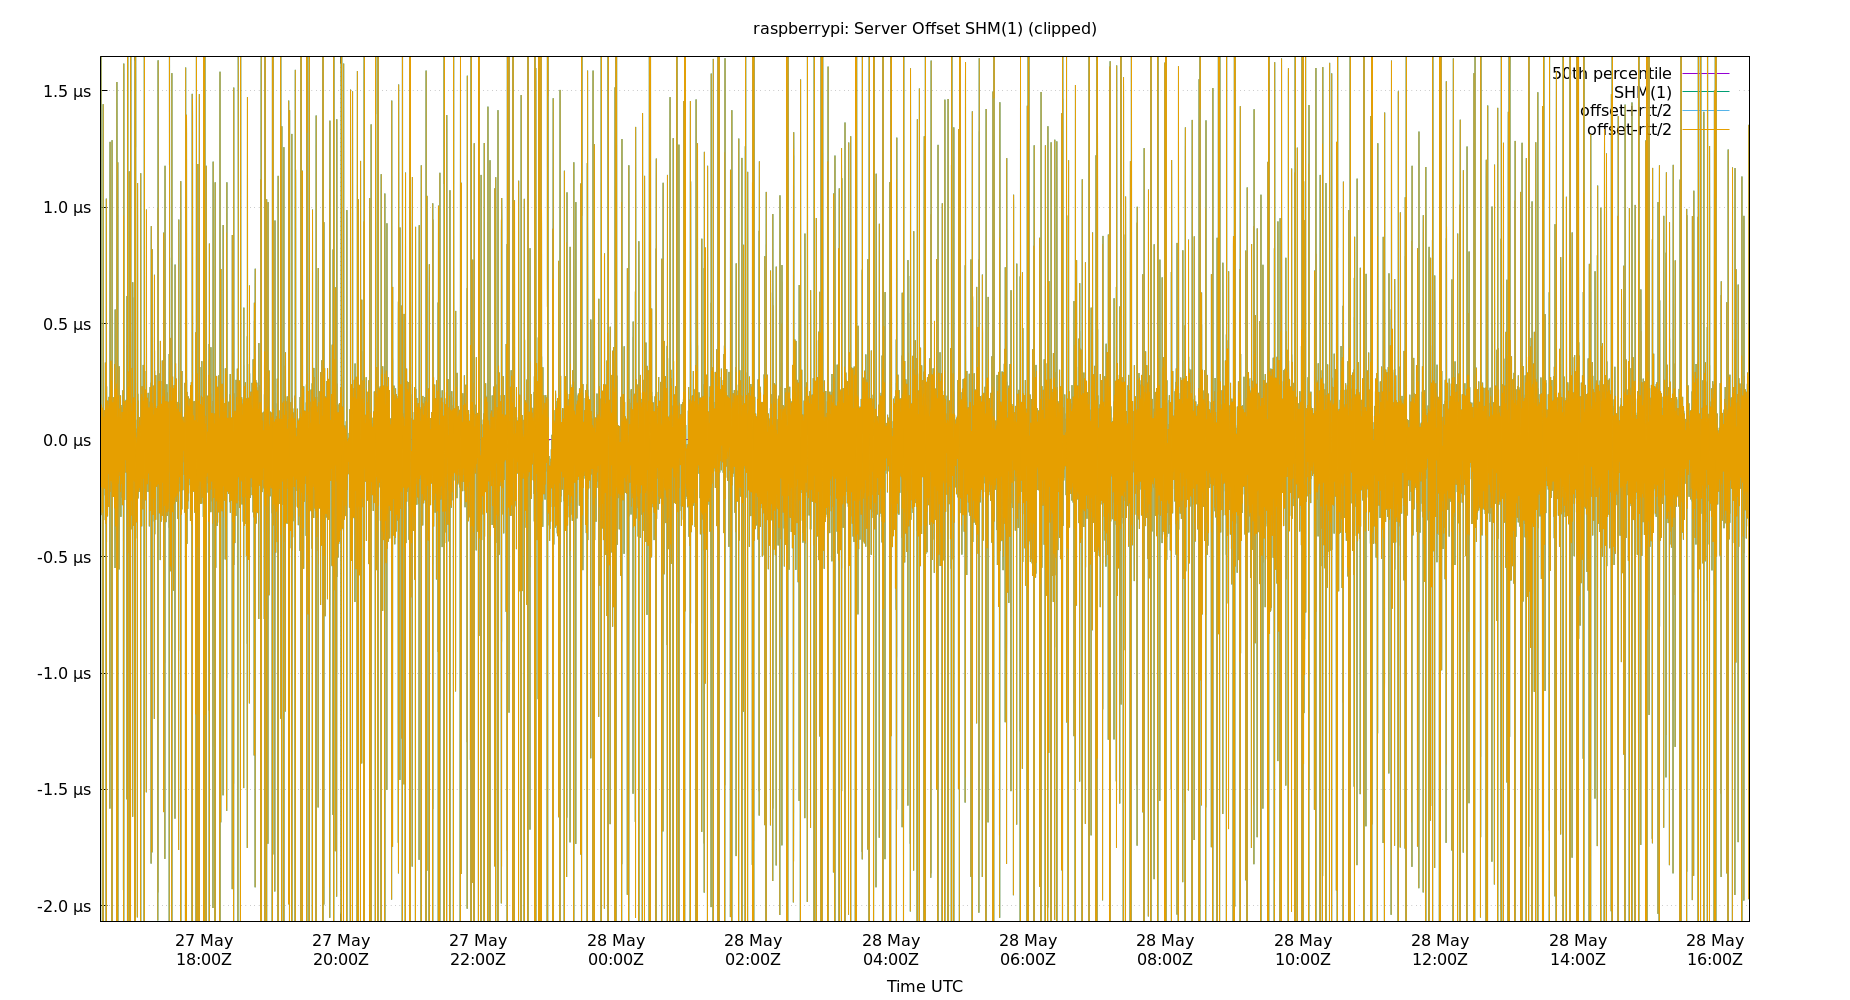 raspberrypi: Server Offset SHM(1) (clipped)
50th percentile
SHM(1)
offset+rtt/2
offset-rtt/2
1.5 µs
1.0 µs
0.5 µs
0.0 µs
-0.5 µs
-1.0 µs
-1.5 µs
-2.0 µs
27 May 27 May 27 May 28 May 28 May 28 May 28 May 28 May 28 May 28 May 28 May 28 May
18:00Z 20:00Z 22:00Z 00:00Z 02:00Z 04:00Z 06:00Z 08:00Z 10:00Z 12:00Z 14:00Z 16:00Z
Time UTC